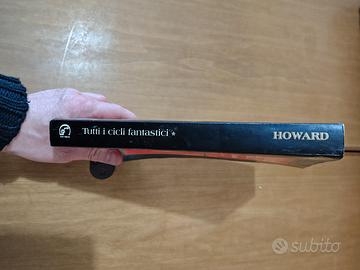 Tutti i cicli fantastici *
HOWARD
subito